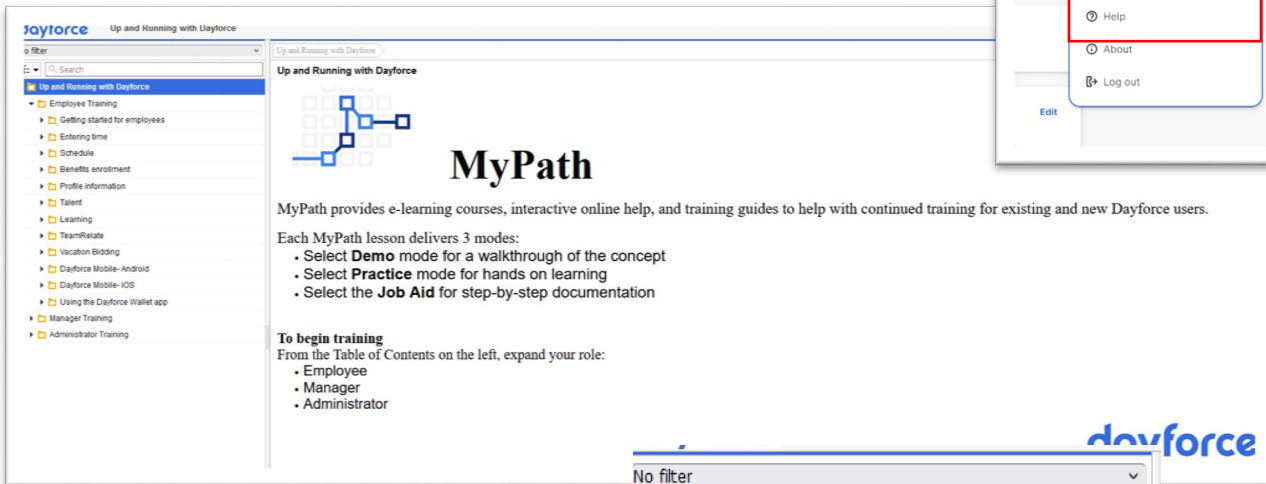 dayforce Up and Running with Dayforce
o filter
Search
Up and Running with Dayforce
Employee Training
Getting started for employees
Entering time
Schedule
Benefits enrollment
Profile information
Talent
Learning
TeamRelate
Vacation Bidding
Dayforce Mobile- Android
Dayforce Mobile- iOS
Using the Dayforce Wallet app
Manager Training
Administrator Training
Up and Running with Dayforce
Up and Running with Dayforce
MyPath
MyPath provides e-learning courses, interactive online help, and training guides to help with continued training for existing and new Dayforce users.
Each MyPath lesson delivers 3 modes:
• Select Demo mode for a walkthrough of the concept
• Select Practice mode for hands on learning
• Select the Job Aid for step-by-step documentation
To begin training
From the Table of Contents on the left, expand your role:
• Employee
• Manager
• Administrator
Help
About
Log out
Edit
dayforce
No filter